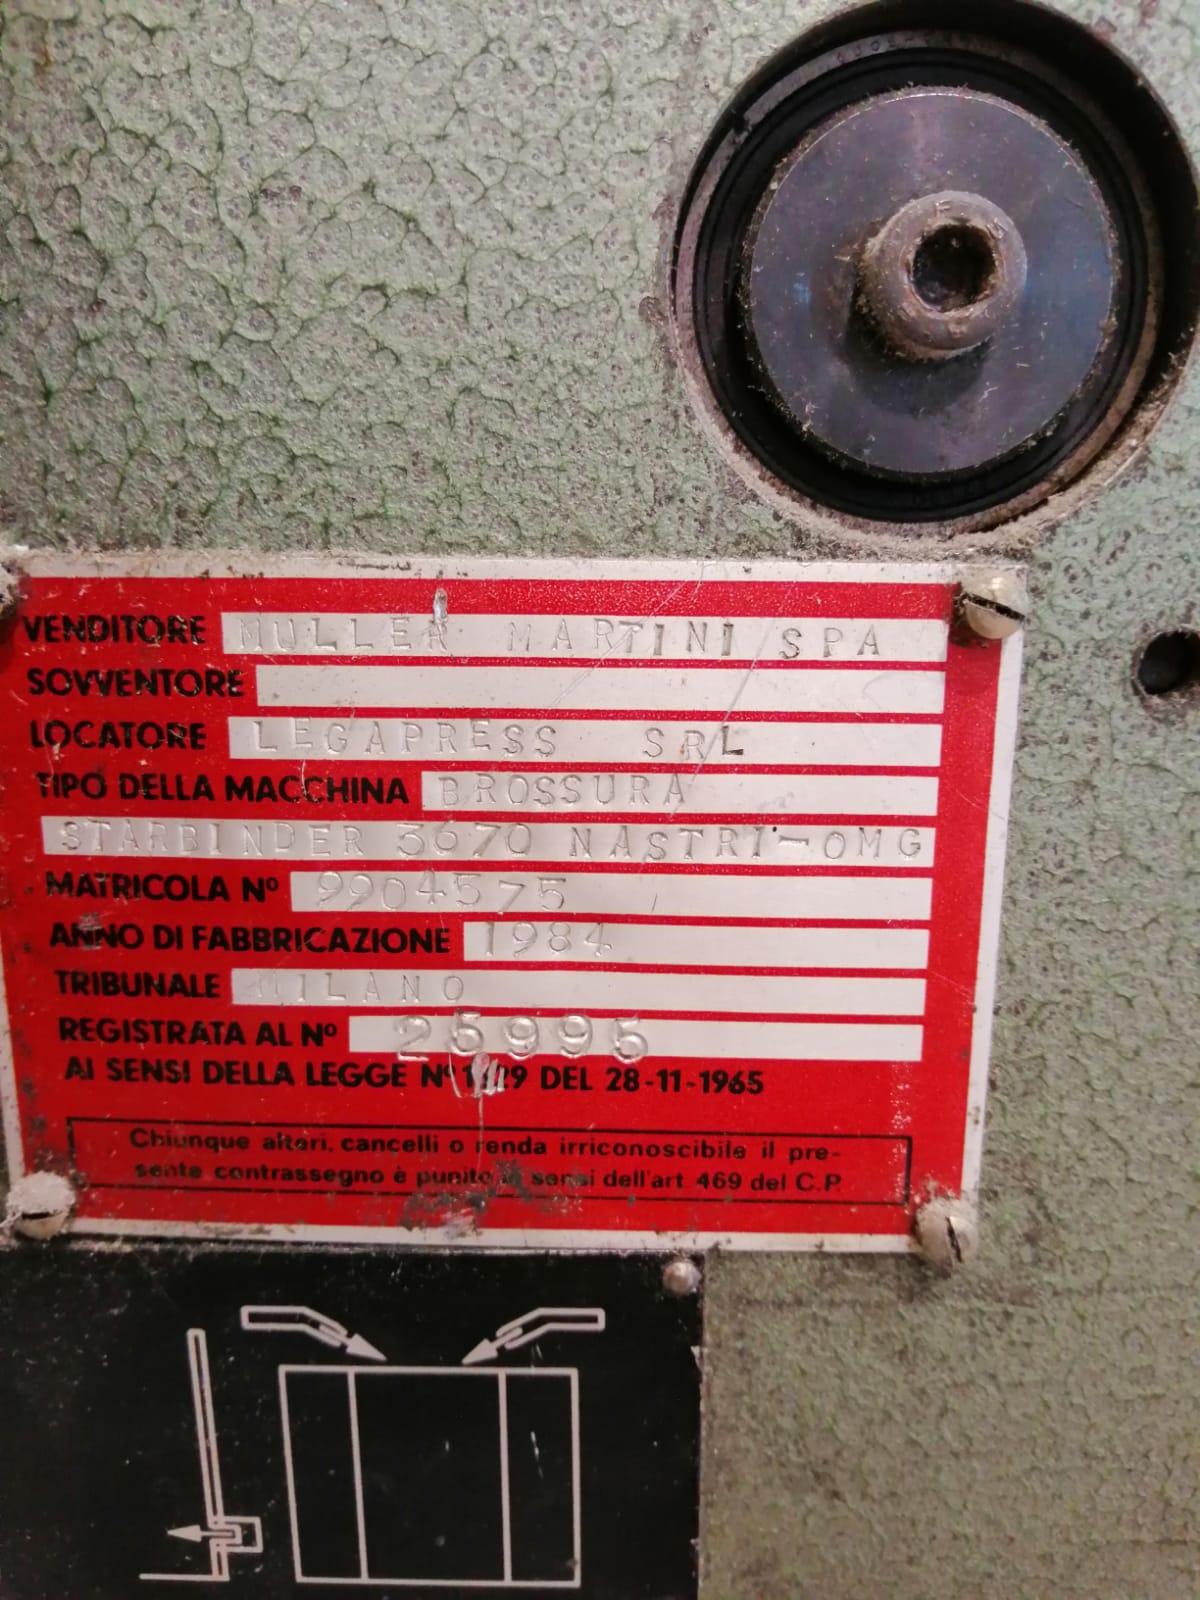 VENDITORE MULLER MARTINI SPA
SOVVENTORE
LOCATORE LEGAPRESS SRL
TIPO DELLA MACCHINA BROSSURA
STARBINDER 3670 NASTRI-OMG
MATRICOLA Nº 9904575
ANNO DI FABBRICAZIONE 1984
TRIBUNALE MILANO
REGISTRATA AL Nº 25995
AI SENSI DELLA LEGGE Nº 1329 DEL 28-11-1965
Chiunque alteri, cancelli o renda irriconoscibile il pre-
sente contrassegno è punito ai sensi dell'art. 469 del C.P.